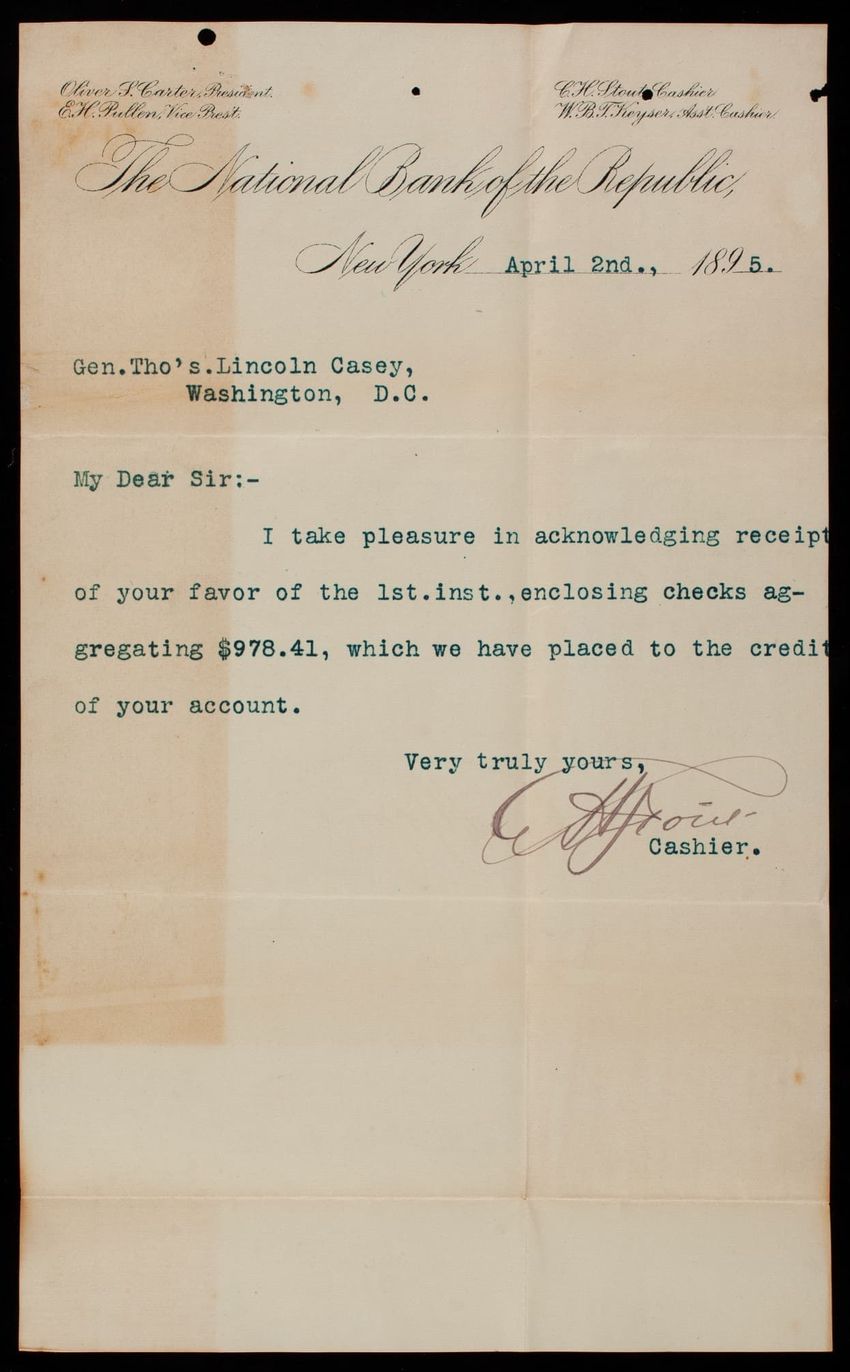 Oliver S. Carter, President.
E.H. Pullen, Vice Prest.
C.H. Stout, Cashier
W.B.T. Keyser, Asst. Cashier.
The National Bank of the Republic,
New York April 2nd., 1895.
Gen.Tho's.Lincoln Casey,
Washington, D.C.
My Dear Sir:-
I take pleasure in acknowledging receipt
of your favor of the 1st.inst.,enclosing checks ag-
gregating $978.41, which we have placed to the credit
of your account.
Very truly yours,
C H Stout
Cashier.